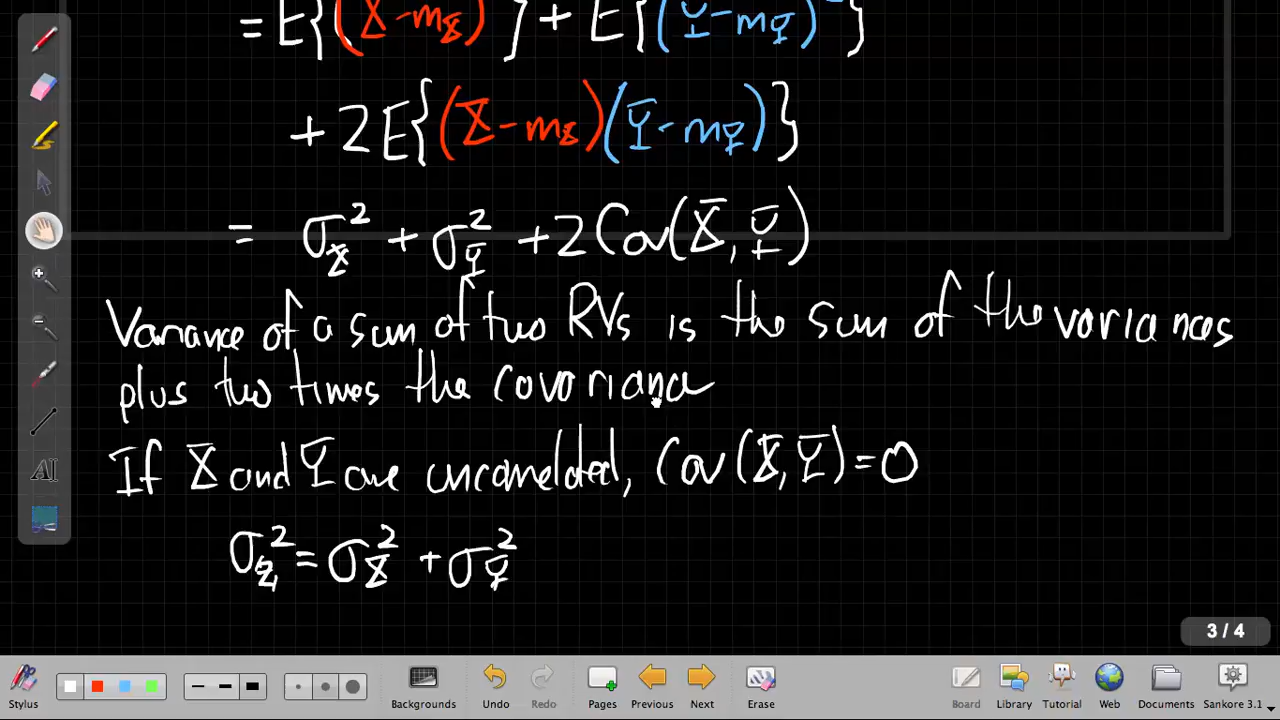 = E{(X-mX)²} + E{(Y-mY)²}
+ 2E{(X-mX)(Y-mY)}
= σX² + σY² + 2Cov(X,Y)
Variance of a sum of two RVs is the sum of the variances
plus two times the covariance
If X and Y are uncorrelated, Cov(X,Y)=0
σZ² = σX² + σY²
3/4
Stylus Backgrounds Undo Redo Pages Previous Next Erase Board Library Tutorial Web Documents Sankore 3.1